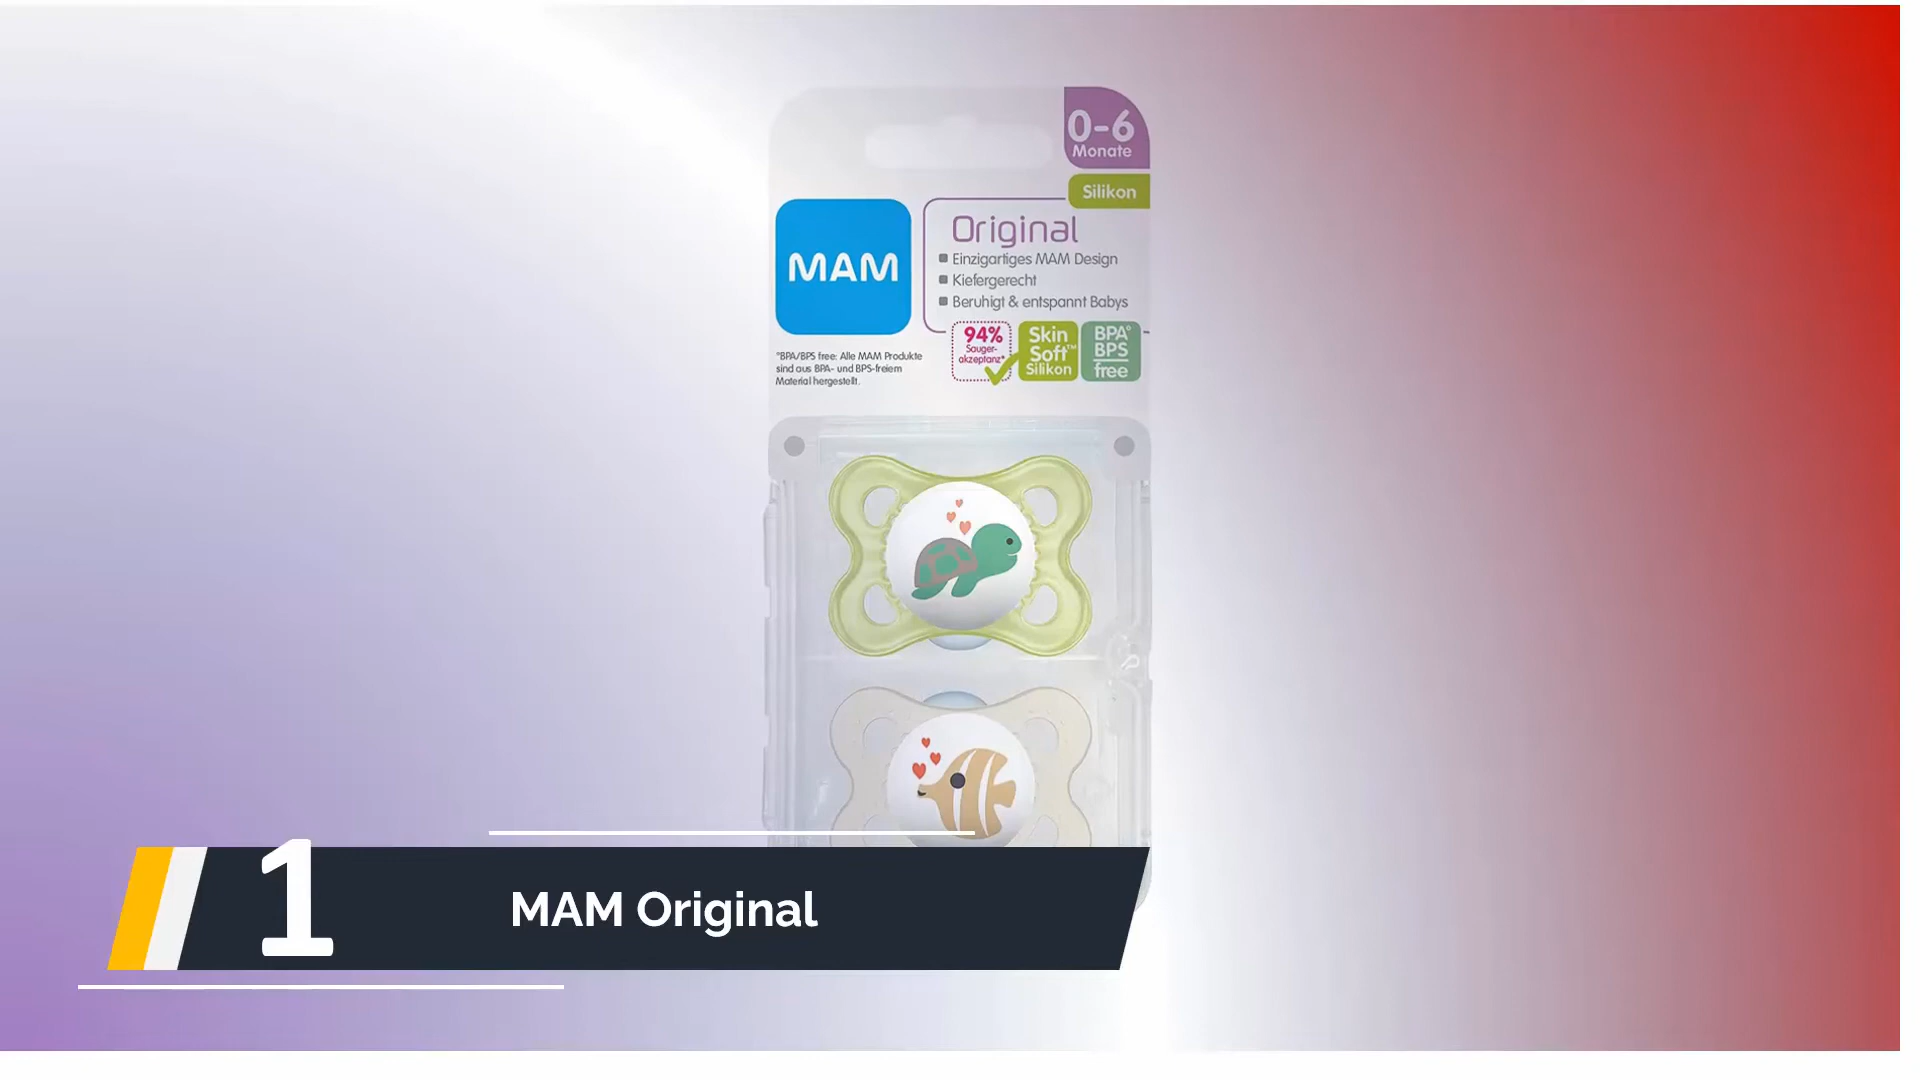 0-6
Monate
Silikon
MAM
Original
Einzigartiges MAM Design
Kiefergerecht
Beruhigt & entspannt Babys
94%
Sauger-
akzeptanz*
Skin
Soft™
Silikon
BPA°
BPS
free
°BPA/BPS free: Alle MAM Produkte
sind aus BPA- und BPS-freiem
Material hergestellt.
1
MAM Original